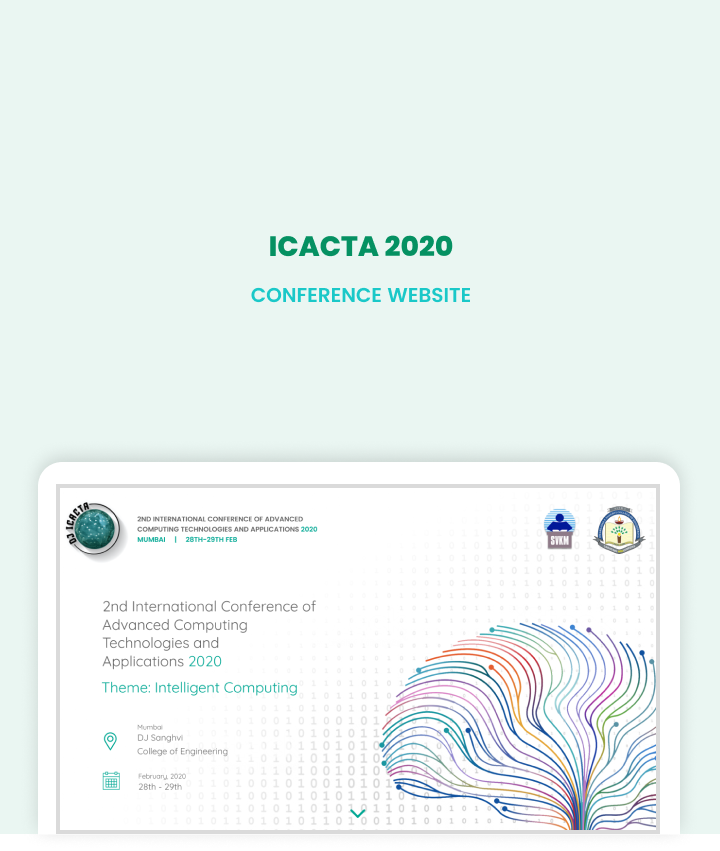 ICACTA 2020
CONFERENCE WEBSITE
DJ ICACTA
2ND INTERNATIONAL CONFERENCE OF ADVANCED
COMPUTING TECHNOLOGIES AND APPLICATIONS 2020
MUMBAI | 28TH-29TH FEB
SVKM
2nd International Conference of
Advanced Computing
Technologies and
Applications 2020
Theme: Intelligent Computing
Mumbai
DJ Sanghvi
College of Engineering
February, 2020
28th - 29th